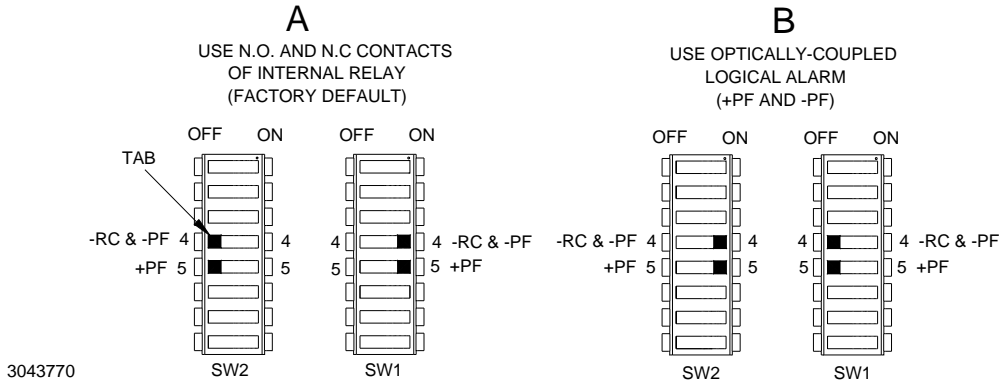 A
USE N.O. AND N.C CONTACTS
OF INTERNAL RELAY
(FACTORY DEFAULT)
OFF ON OFF ON
TAB
-RC & -PF 4 4 4 4 -RC & -PF
+PF 5 5 5 5 +PF
SW2 SW1
B
USE OPTICALLY-COUPLED
LOGICAL ALARM
(+PF AND -PF)
OFF ON OFF ON
-RC & -PF 4 4 4 4 -RC & -PF
+PF 5 5 5 5 +PF
SW2 SW1
3043770